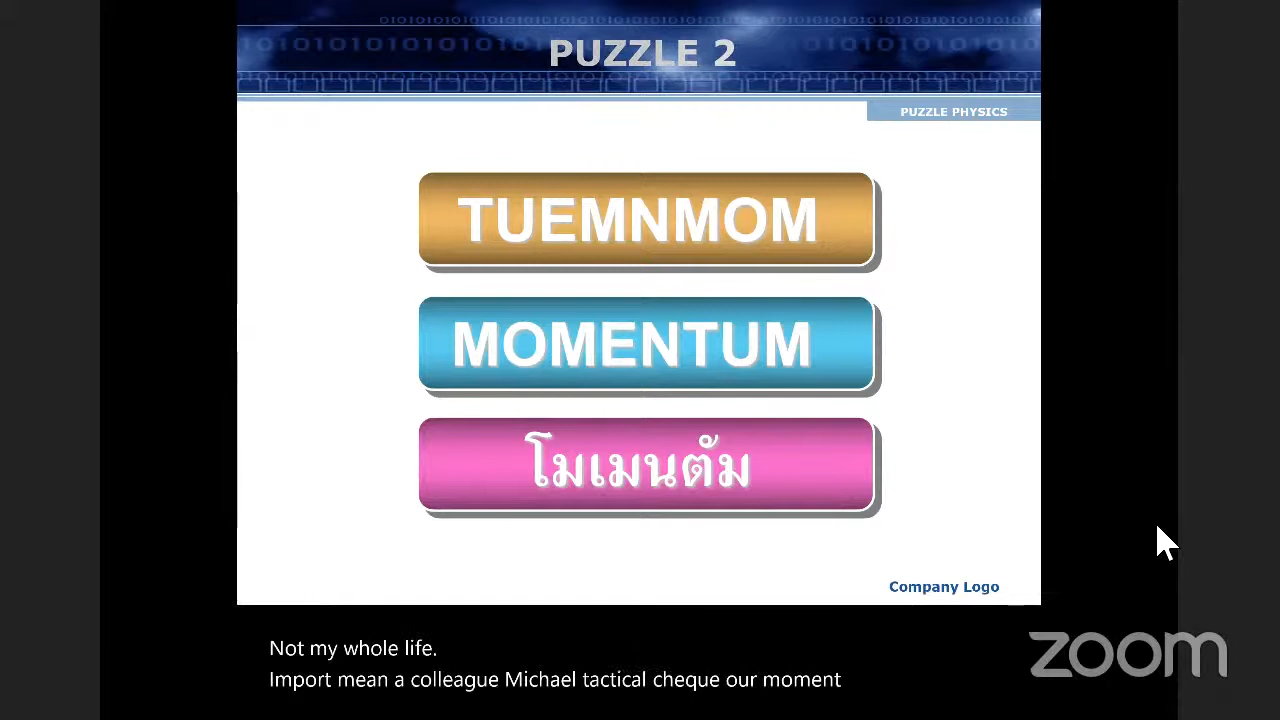 PUZZLE 2
PUZZLE PHYSICS
TUEMNMOM
MOMENTUM
โมเมนตัม
Company Logo
Not my whole life.
Import mean a colleague Michael tactical cheque our moment
zoom